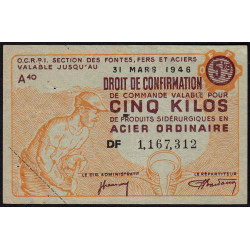 O.C.R.P.I. SECTION DES FONTES, FERS ET ACIERS
VALABLE JUSQU'AU 31 MARS 1946
A40
DROIT DE CONFIRMATION
DE COMMANDE VALABLE POUR
CINQ KILOS
DE PRODUITS SIDÉRURGIQUES EN
ACIER ORDINAIRE
DF 1,167,312
LE DIR. ADMINISTRATIF LE RÉPARTITEUR